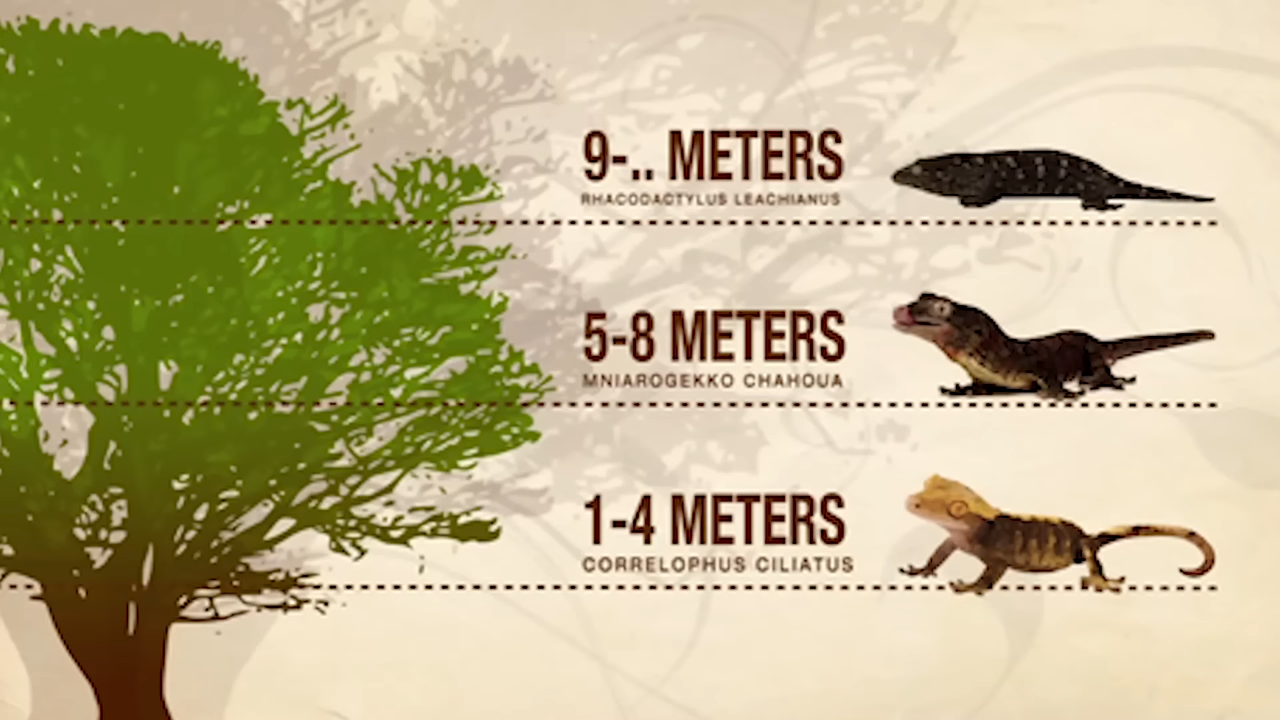 9-.. METERS
RHACODACTYLUS LEACHIANUS
5-8 METERS
MNIAROGEKKO CHAHOUA
1-4 METERS
CORRELOPHUS CILIATUS